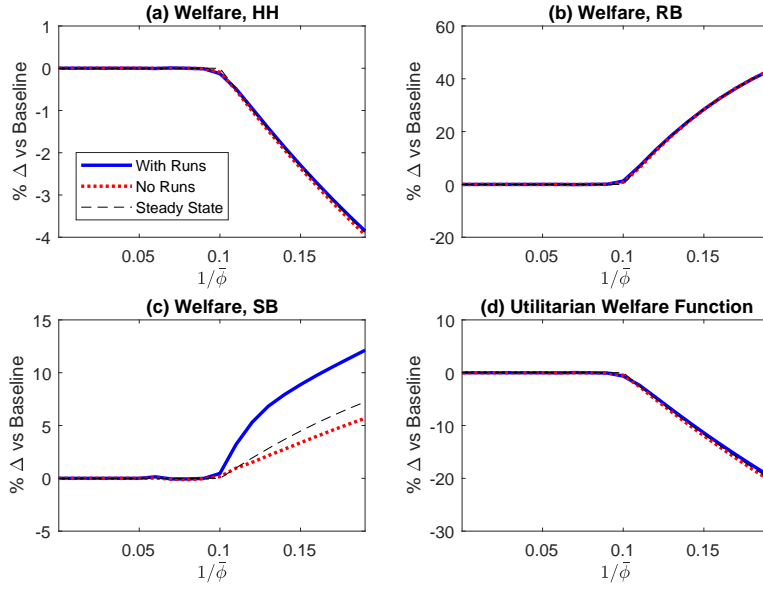 (a) Welfare, HH
1
0
-1
-2
-3
-4
% Δ vs Baseline
With Runs
No Runs
Steady State
0.05
0.1
0.15
1/ϕ̄
(b) Welfare, RB
60
40
20
0
-20
% Δ vs Baseline
0.05
0.1
0.15
1/ϕ̄
(c) Welfare, SB
15
10
5
0
-5
% Δ vs Baseline
0.05
0.1
0.15
1/ϕ̄
(d) Utilitarian Welfare Function
10
0
-10
-20
-30
% Δ vs Baseline
0.05
0.1
0.15
1/ϕ̄